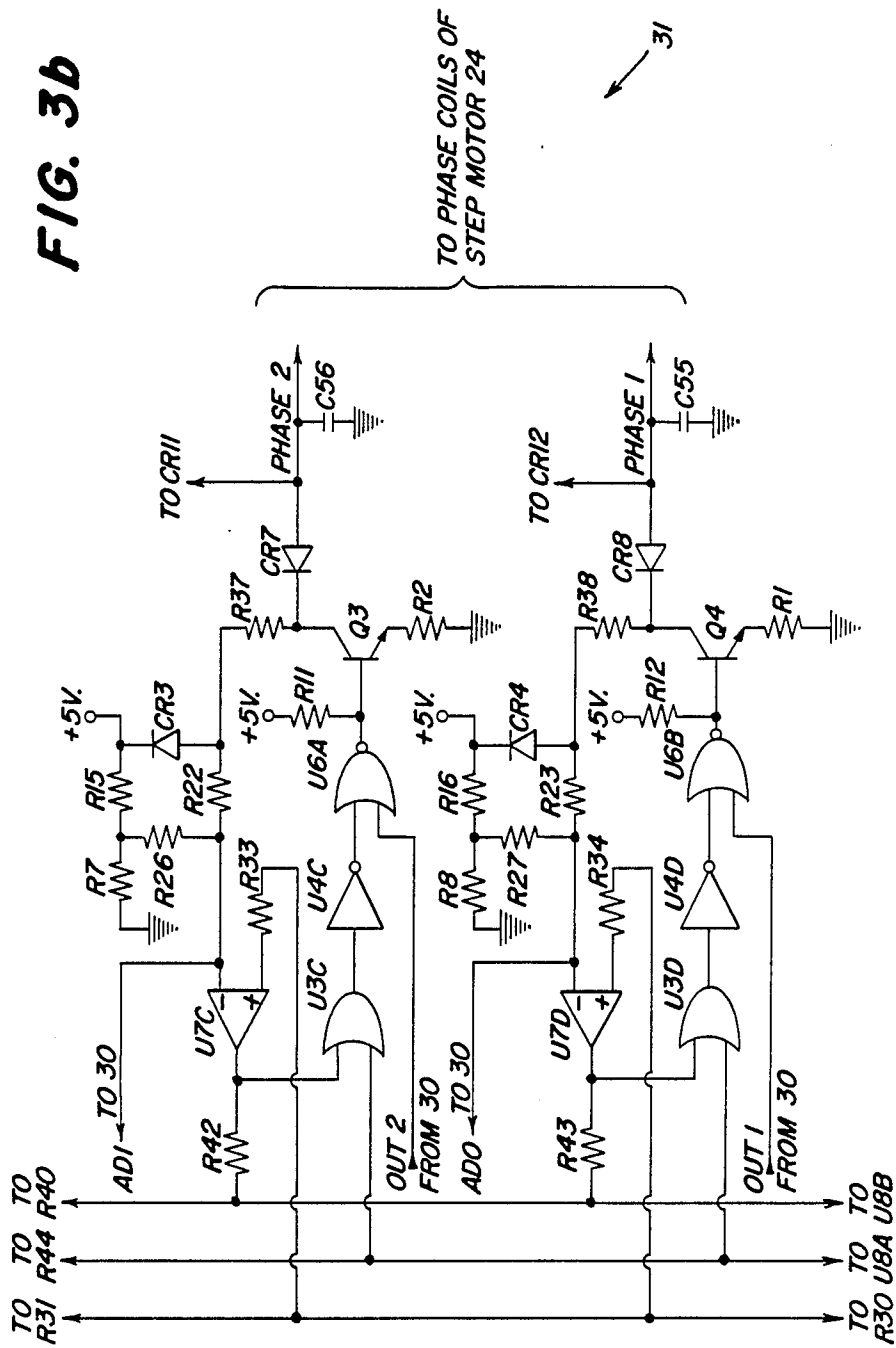 FIG. 3b
TO R31
TO R44
TO R40
AD1
TO 30
R7
R15
+5V.
R26
CR3
R22
R37
TO CR11
R42
U7C
-
+
R33
+5V.
R11
CR7
PHASE 2
C56
U3C
U4C
U6A
Q3
R2
OUT 2
FROM 30
TO PHASE COILS OF
STEP MOTOR 24
31
AD0
TO 30
R8
R16
+5V.
R27
CR4
R23
R38
TO CR12
R43
U7D
-
+
R34
+5V.
R12
CR8
PHASE 1
C55
U3D
U4D
U6B
Q4
R1
OUT 1
FROM 30
TO R30
TO U8A
TO U8B